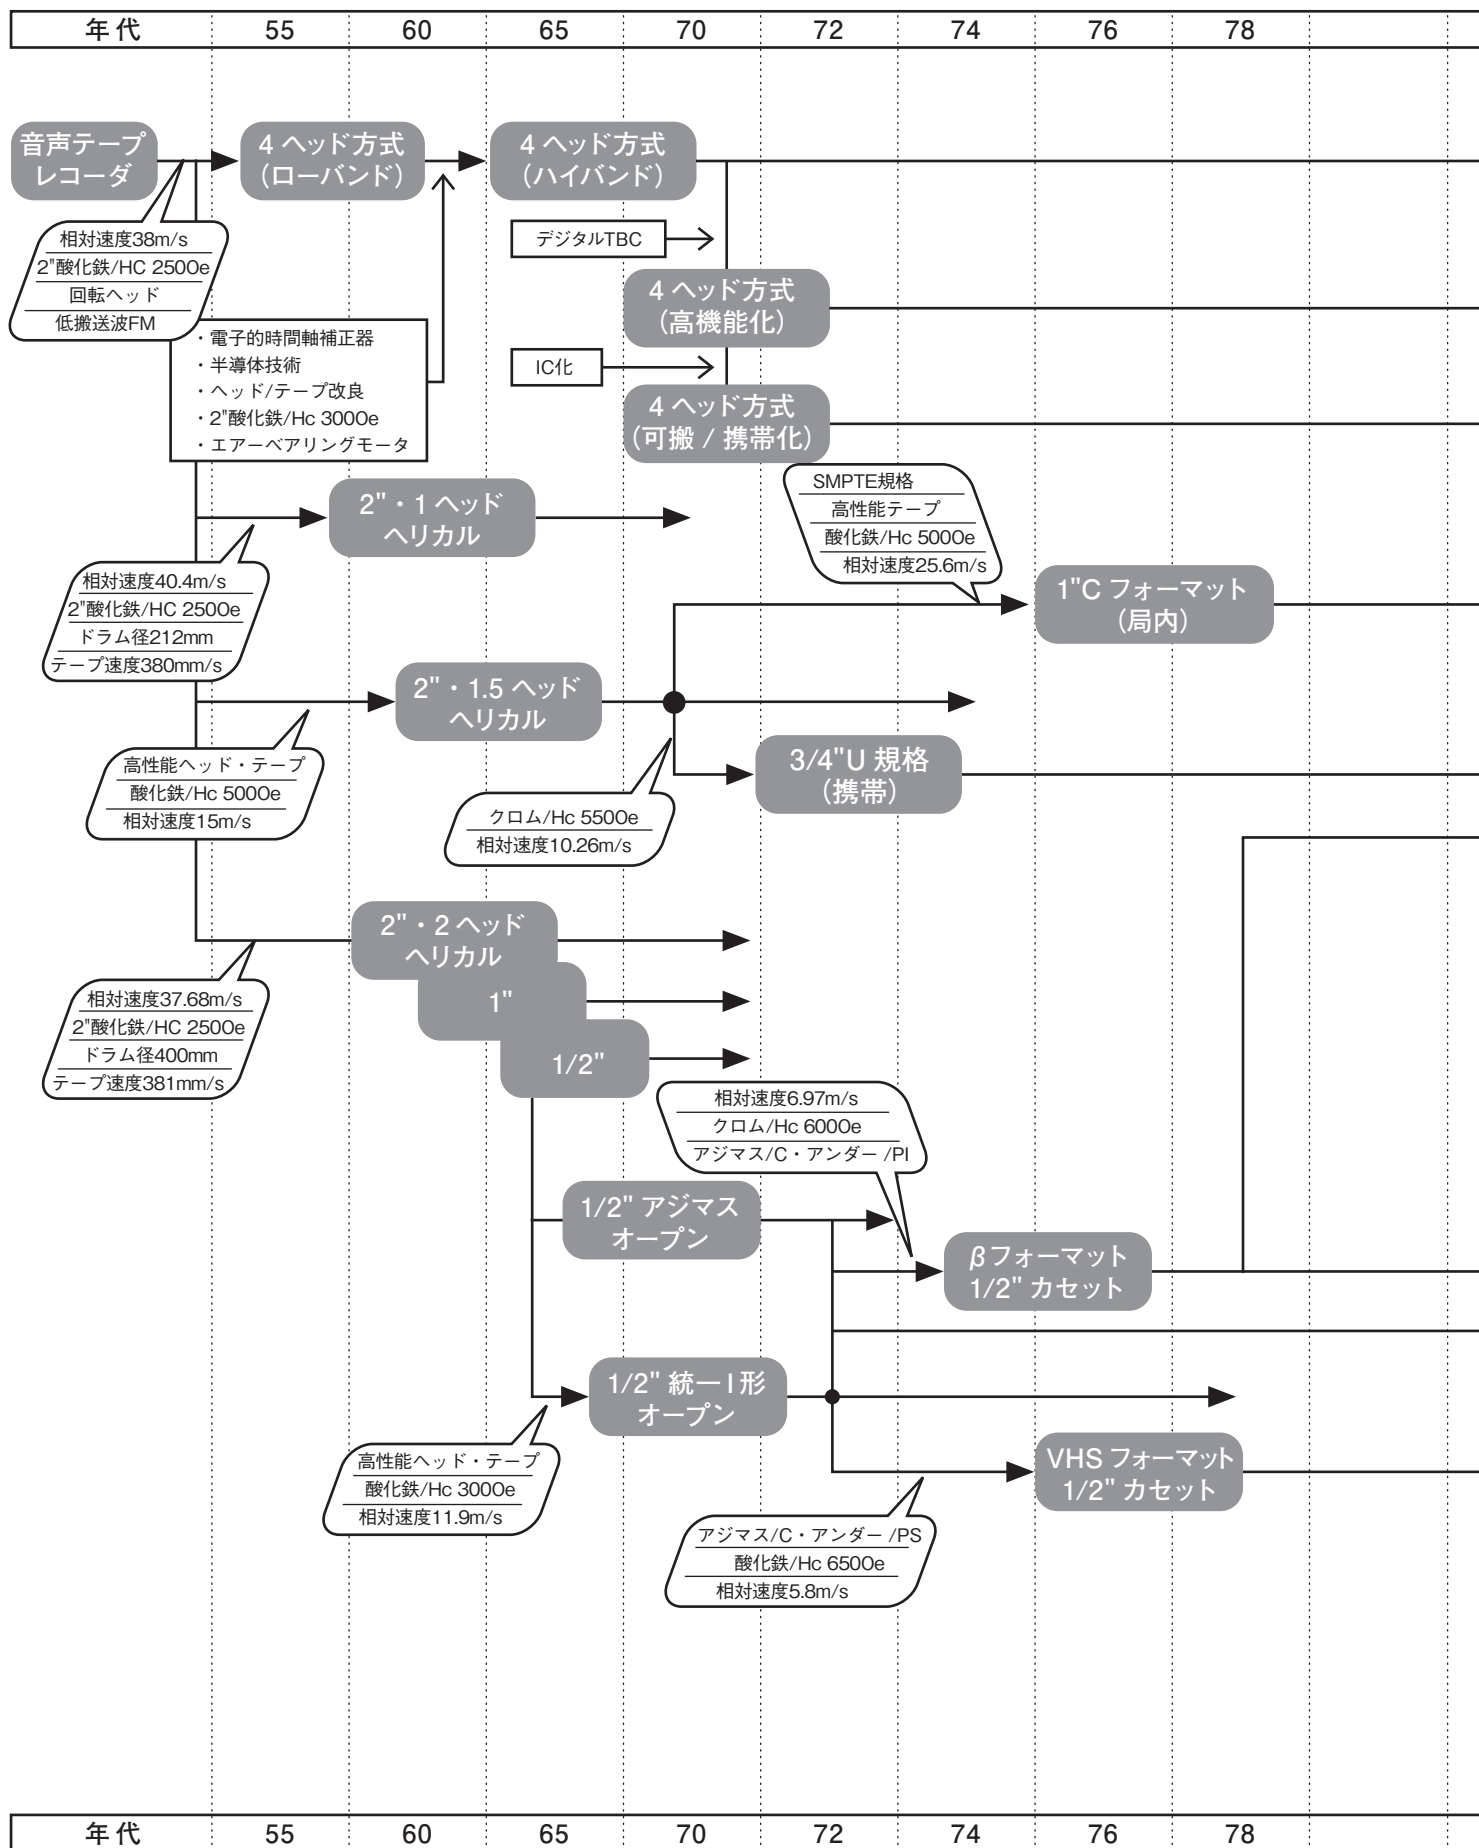 年代 55 60 65 70 72 74 76 78
音声テープ
レコーダ
4 ヘッド方式
(ローバンド)
4 ヘッド方式
(ハイバンド)
相対速度38m/s
2"酸化鉄/HC 250Oe
回転ヘッド
低搬送波FM
デジタルTBC
4 ヘッド方式
(高機能化)
・電子的時間軸補正器
・半導体技術
・ヘッド/テープ改良
・2"酸化鉄/Hc 300Oe
・エアーベアリングモータ
IC化
4 ヘッド方式
(可搬 / 携帯化)
2"・1 ヘッド
ヘリカル
SMPTE規格
高性能テープ
酸化鉄/Hc 500Oe
相対速度25.6m/s
相対速度40.4m/s
2"酸化鉄/HC 250Oe
ドラム径212mm
テープ速度380mm/s
1"C フォーマット
(局内)
2"・1.5 ヘッド
ヘリカル
高性能ヘッド・テープ
酸化鉄/Hc 500Oe
相対速度15m/s
3/4"U 規格
(携帯)
クロム/Hc 550Oe
相対速度10.26m/s
2"・2 ヘッド
ヘリカル
1"
1/2"
相対速度37.68m/s
2"酸化鉄/HC 250Oe
ドラム径400mm
テープ速度381mm/s
相対速度6.97m/s
クロム/Hc 600Oe
アジマス/C・アンダー /PI
1/2" アジマス
オープン
βフォーマット
1/2" カセット
1/2" 統一I形
オープン
高性能ヘッド・テープ
酸化鉄/Hc 300Oe
相対速度11.9m/s
VHS フォーマット
1/2" カセット
アジマス/C・アンダー /PS
酸化鉄/Hc 650Oe
相対速度5.8m/s
年代 55 60 65 70 72 74 76 78